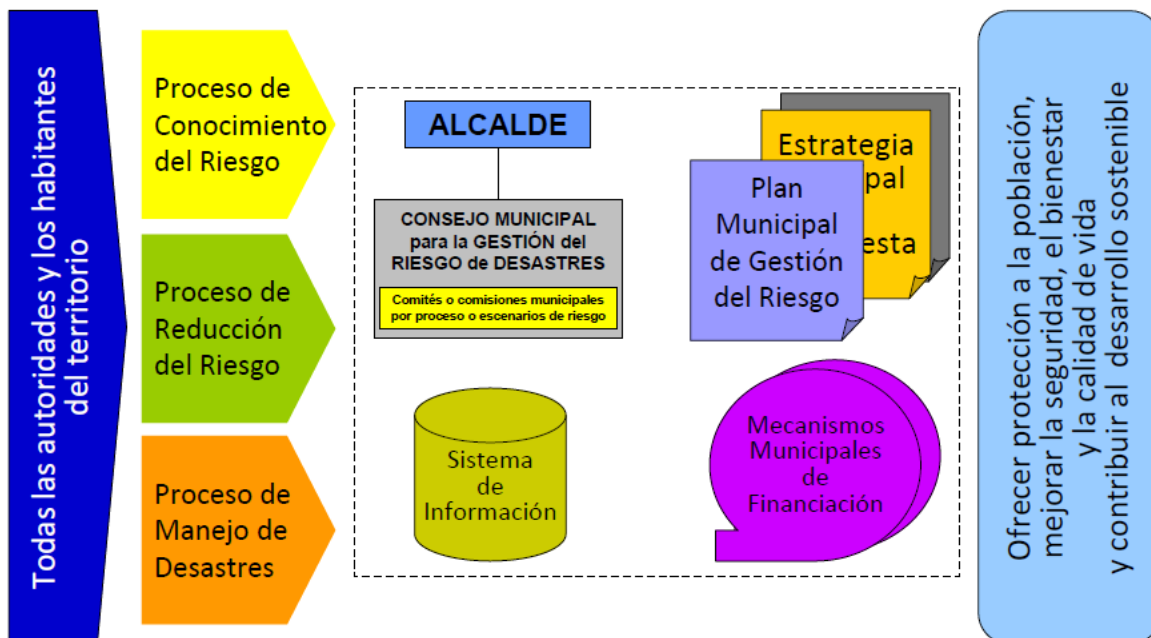 Todas las autoridades y los habitantes
del territorio
Proceso de
Conocimiento
del Riesgo
Proceso de
Reducción
del Riesgo
Proceso de
Manejo de
Desastres
ALCALDE
CONSEJO MUNICIPAL
para la GESTIÓN del
RIESGO de DESASTRES
Comités o comisiones municipales
por proceso o escenarios de riesgo
Estrategia
Plan
Municipal
de Gestión
del Riesgo
Sistema
de
Información
Mecanismos
Municipales
de
Financiación
Ofrecer protección a la población,
mejorar la seguridad, el bienestar
y la calidad de vida
y contribuir al desarrollo sostenible